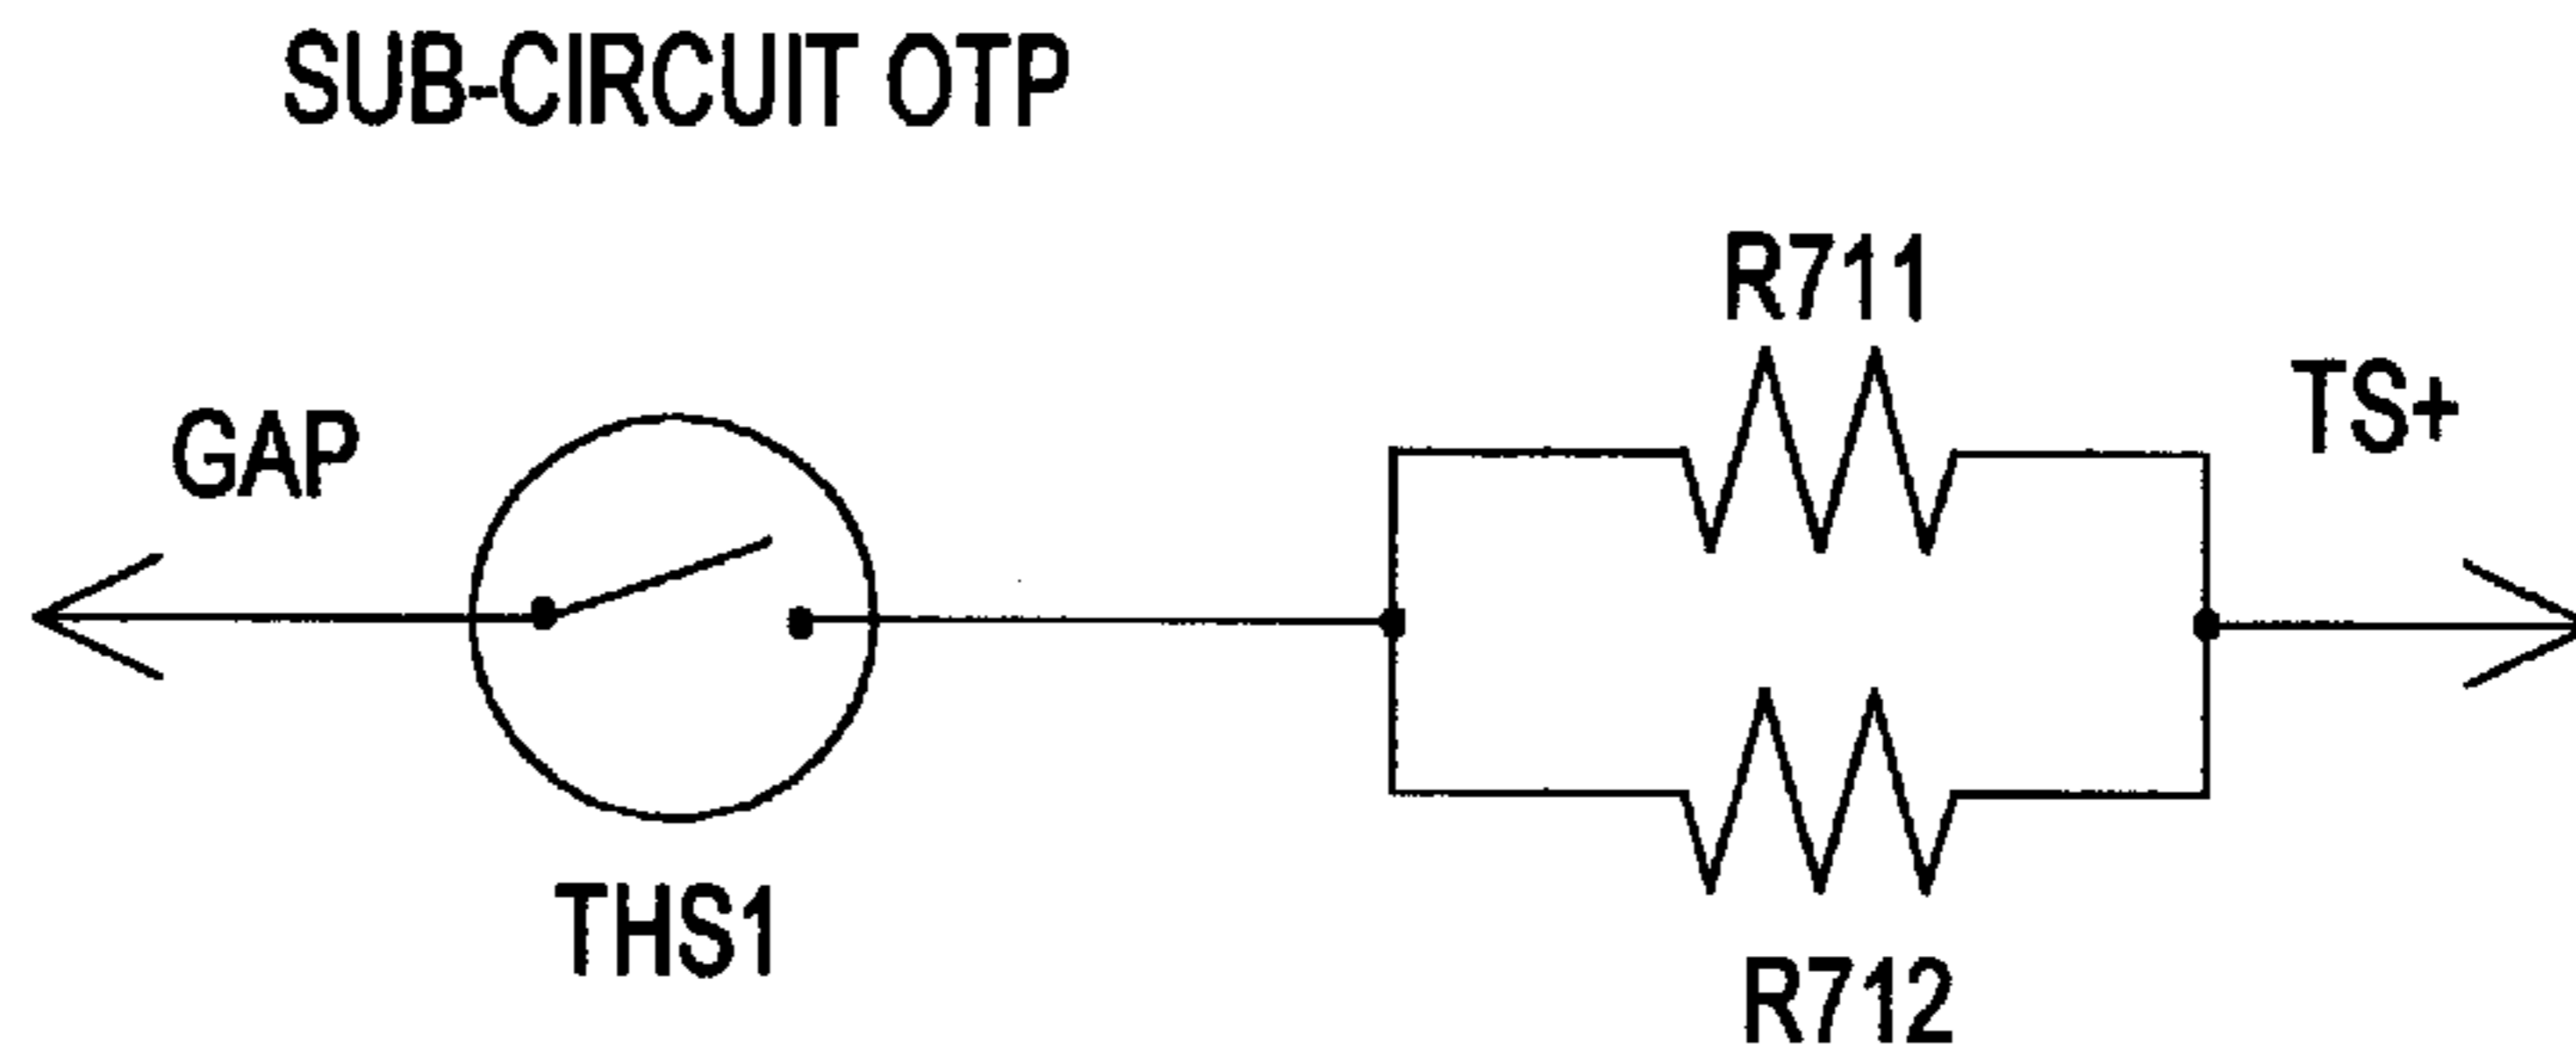 SUB-CIRCUIT OTP
R711
TS+
GAP
THS1
R712